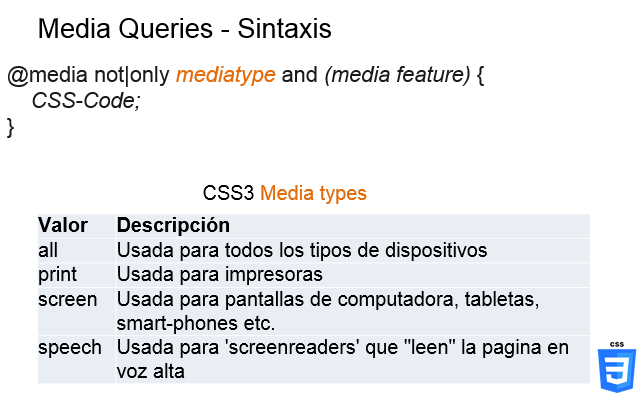 Media Queries - Sintaxis
@media not|only mediatype and (media feature) {
CSS-Code;
}
CSS3 Media types
Valor Descripción
all Usada para todos los tipos de dispositivos
print Usada para impresoras
screen Usada para pantallas de computadora, tabletas,
smart-phones etc.
speech Usada para 'screenreaders' que "leen" la pagina en
voz alta
CSS
3